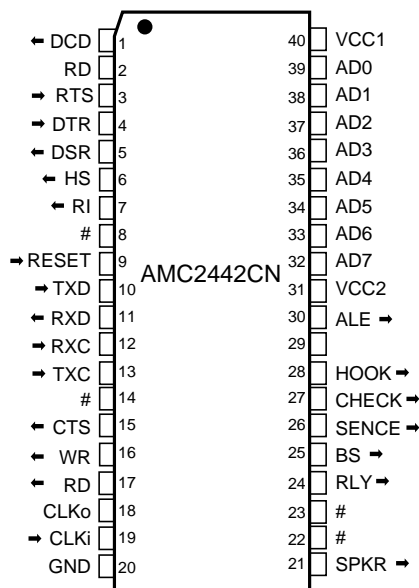 ← DCD 1
RD 2
→ RTS 3
→ DTR 4
← DSR 5
← HS 6
← RI 7
# 8
→ RESET 9
→ TXD 10
← RXD 11
→ RXC 12
→ TXC 13
# 14
← CTS 15
← WR 16
← RD 17
CLKo 18
→ CLKi 19
GND 20
AMC2442CN
40 VCC1
39 AD0
38 AD1
37 AD2
36 AD3
35 AD4
34 AD5
33 AD6
32 AD7
31 VCC2
30 ALE →
29
28 HOOK →
27 CHECK →
26 SENCE →
25 BS →
24 RLY →
23 #
22 #
21 SPKR →